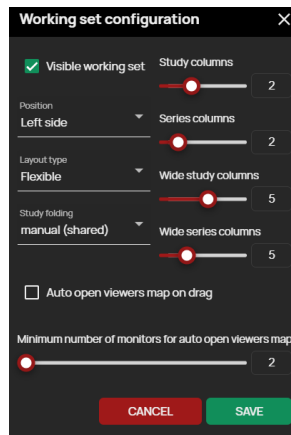 Working set configuration
Visible working set
Study columns
2
Position
Left side
Series columns
2
Layout type
Flexible
Wide study columns
5
Study folding
manual (shared)
Wide series columns
5
Auto open viewers map on drag
Minimum number of monitors for auto open viewers map
2
CANCEL
SAVE